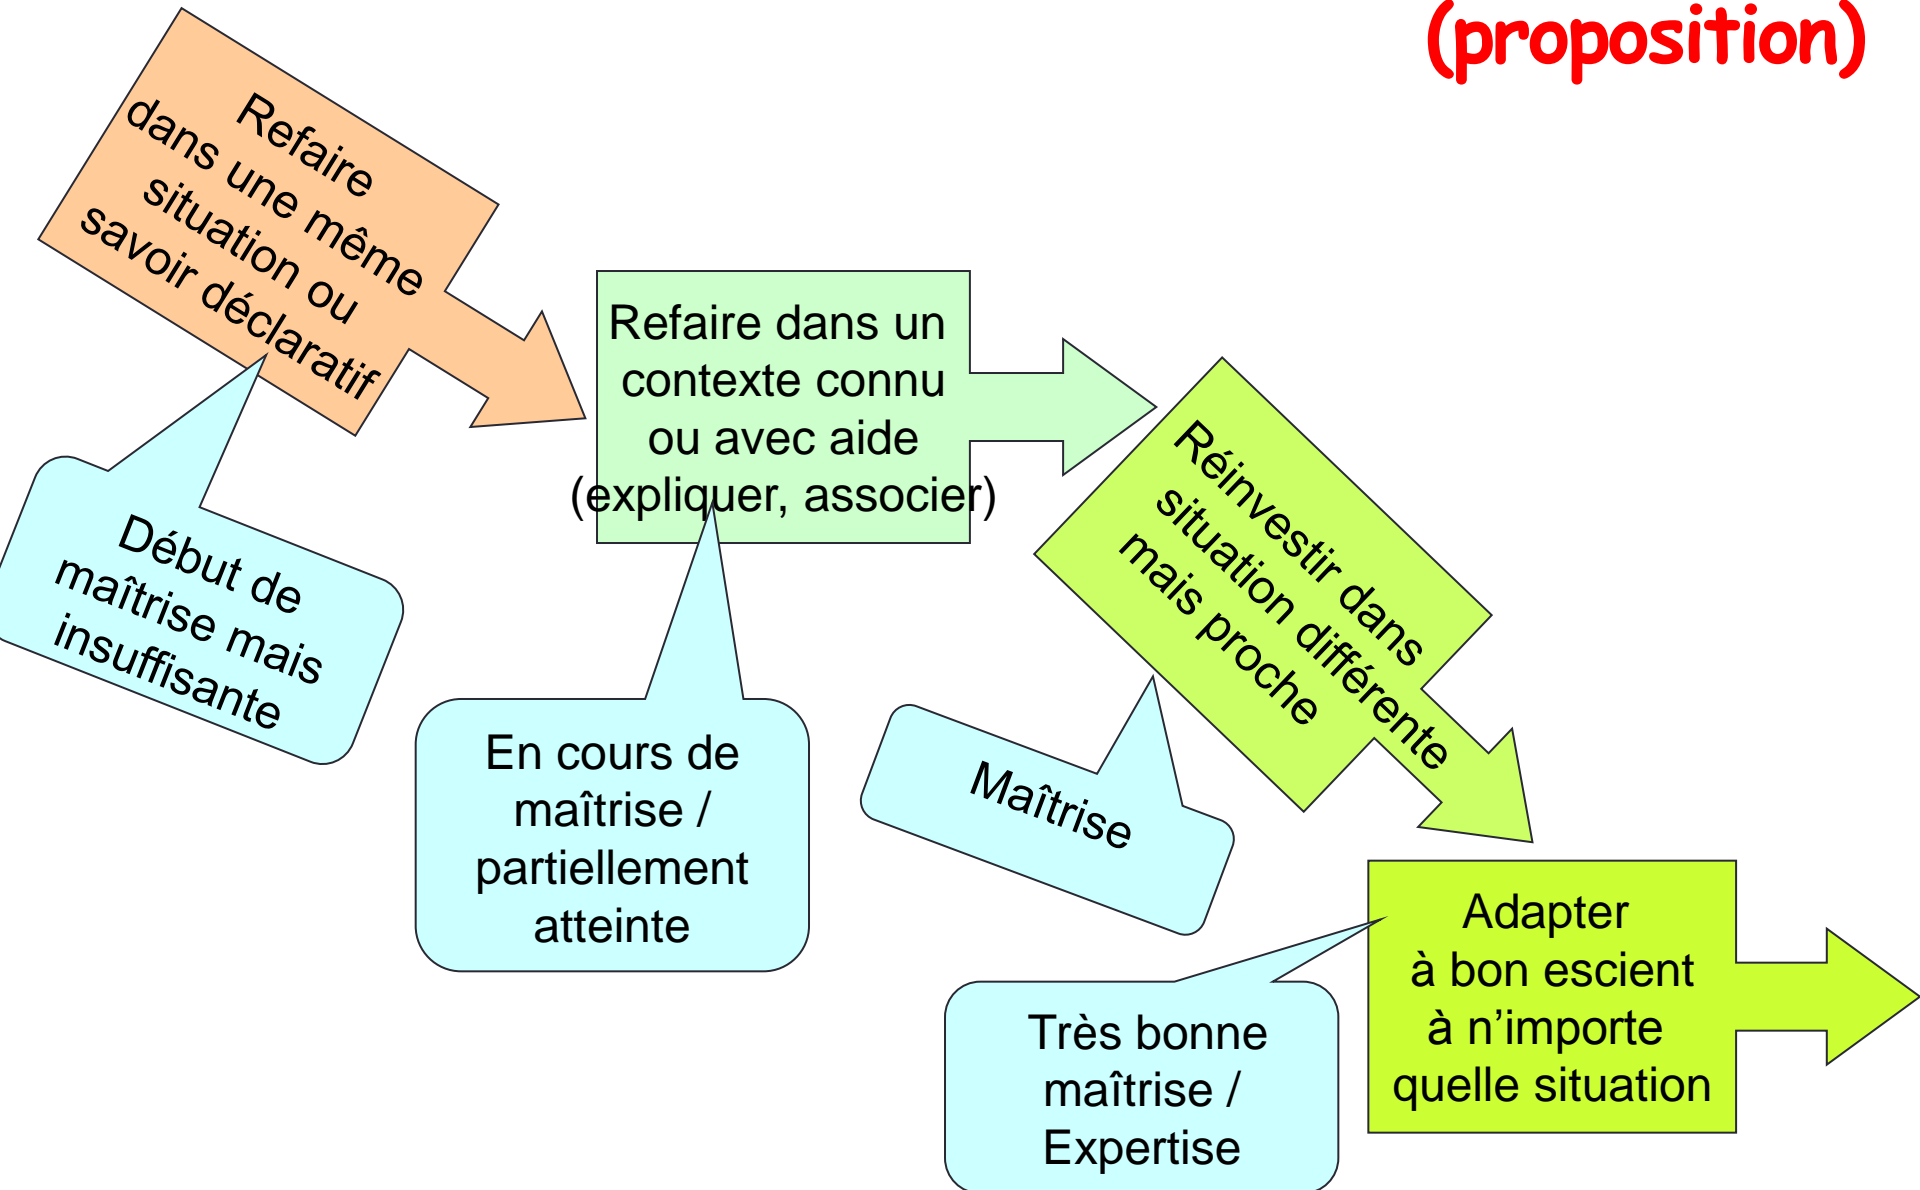 (proposition)
Refaire
dans une même
situation ou
savoir déclaratif
Début de
maîtrise mais
insuffisante
Refaire dans un
contexte connu
ou avec aide
(expliquer, associer)
En cours de
maîtrise /
partiellement
atteinte
Réinvestir dans
situation différente
mais proche
Maîtrise
Adapter
à bon escient
à n’importe
quelle situation
Très bonne
maîtrise /
Expertise